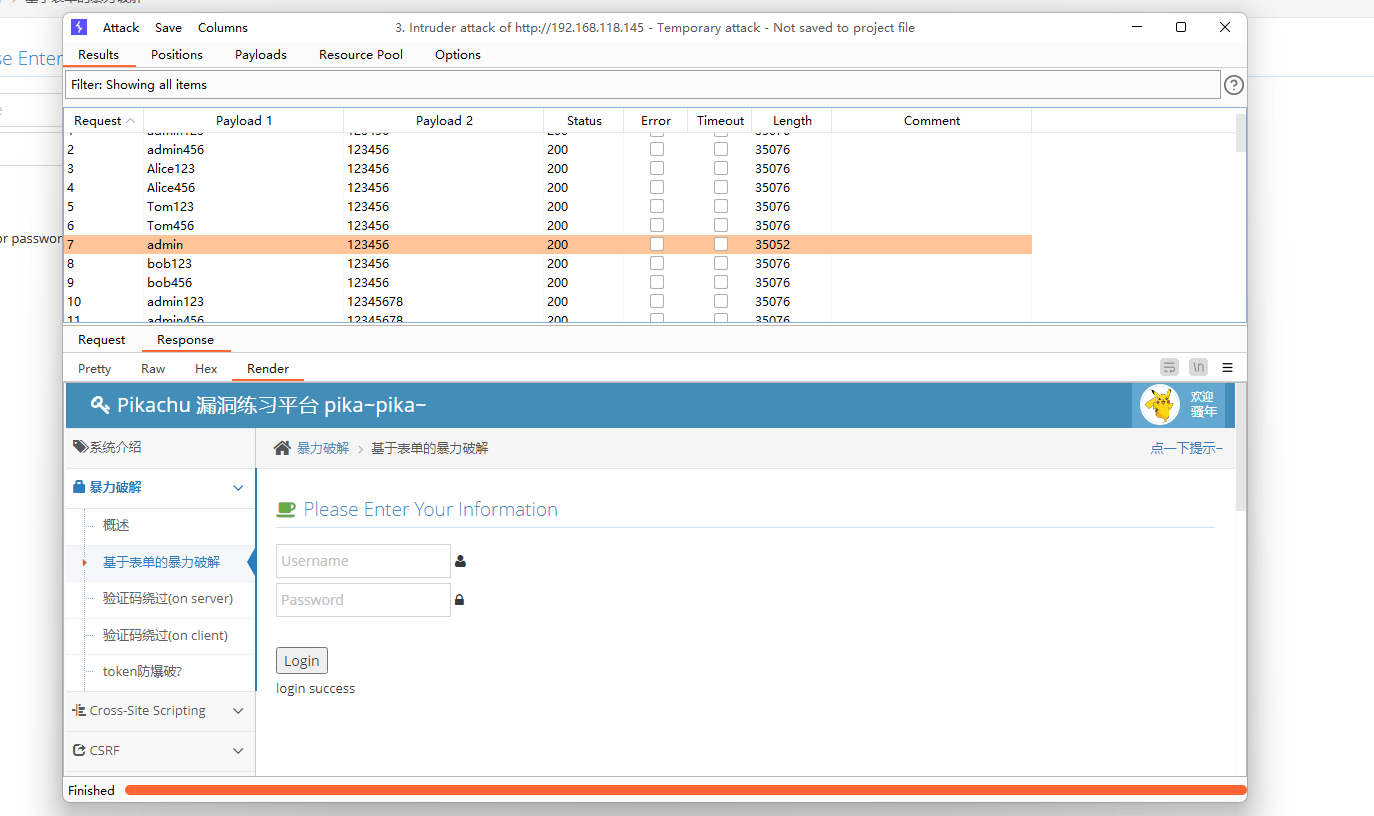 Attack Save Columns 3. Intruder attack of http://192.168.118.145 - Temporary attack - Not saved to project file
Results Positions Payloads Resource Pool Options
se Enter
Filter: Showing all items
?
Request Payload 1 Payload 2 Status Error Timeout Length Comment
2 admin456 123456 200 35076
3 Alice123 123456 200 35076
4 Alice456 123456 200 35076
5 Tom123 123456 200 35076
6 Tom456 123456 200 35076
or passwor
7 admin 123456 200 35052
8 bob123 123456 200 35076
9 bob456 123456 200 35076
10 admin123 12345678 200 35076
11 admin456 12345678 200 35076
Request Response
Pretty Raw Hex Render \n
Pikachu 漏洞练习平台 pika~pika~
欢迎
骚年
系统介绍
暴力破解 › 基于表单的暴力破解 点一下提示~
暴力破解
概述
基于表单的暴力破解
验证码绕过(on server)
验证码绕过(on client)
token防爆破?
Cross-Site Scripting
CSRF
Please Enter Your Information
Username
Password
Login
login success
Finished